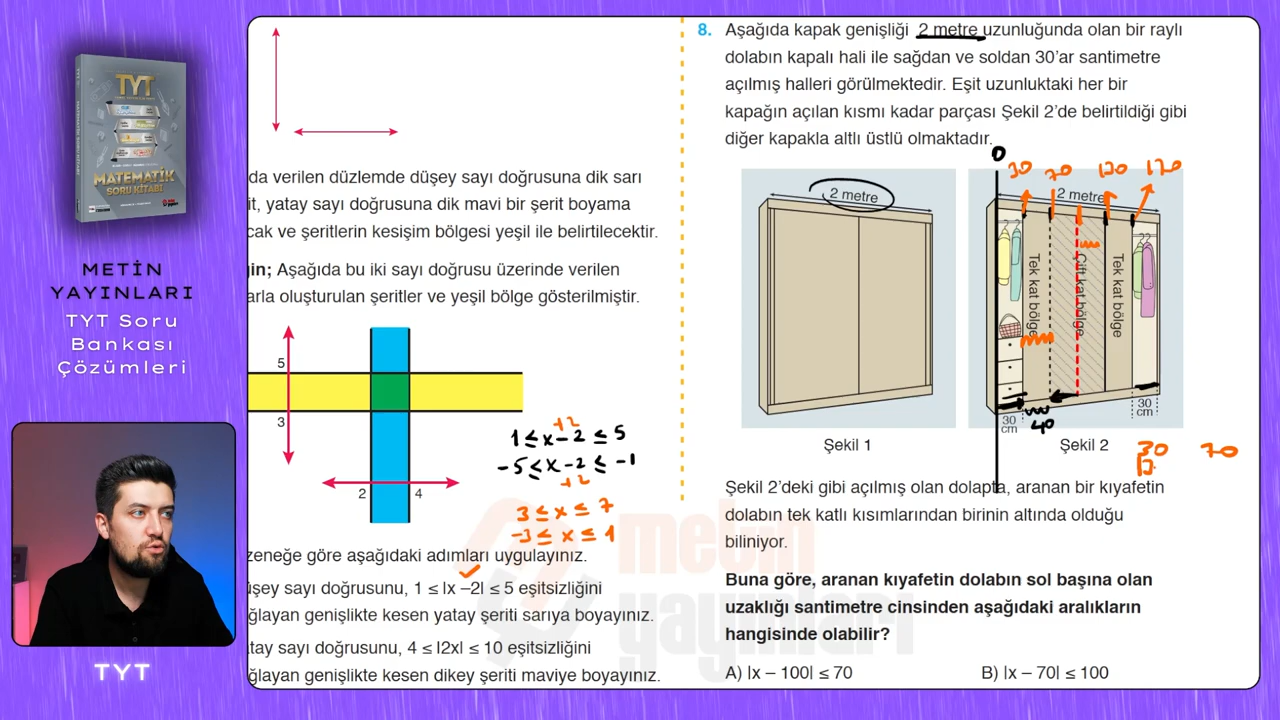 TYT
MATEMATİK
SORU KİTABI
METİN
YAYINLARI
TYT Soru
Bankası
Çözümleri
TYT
da verilen düzlemde düşey sayı doğrusuna dik sarı
it, yatay sayı doğrusuna dik mavi bir şerit boyama
cak ve şeritlerin kesişim bölgesi yeşil ile belirtilecektir.
ğin; Aşağıda bu iki sayı doğrusu üzerinde verilen
arla oluşturulan şeritler ve yeşil bölge gösterilmiştir.
5
3
2
4
+2
1 ≤ x - 2 ≤ 5
-5 ≤ x - 2 ≤ -1
+2
3 ≤ x ≤ 7
-3 ≤ x ≤ 1
zeneğe göre aşağıdaki adımları uygulayınız.
üşey sayı doğrusunu, 1 ≤ |x –2| ≤ 5 eşitsizliğini
ğlayan genişlikte kesen yatay şeriti sarıya boyayınız.
atay sayı doğrusunu, 4 ≤ |2x| ≤ 10 eşitsizliğini
ğlayan genişlikte kesen dikey şeriti maviye boyayınız.
8. Aşağıda kapak genişliği 2 metre uzunluğunda olan bir raylı
dolabın kapalı hali ile sağdan ve soldan 30'ar santimetre
açılmış halleri görülmektedir. Eşit uzunluktaki her bir
kapağın açılan kısmı kadar parçası Şekil 2'de belirtildiği gibi
diğer kapakla altlı üstlü olmaktadır.
0
30 70 130 170
2 metre
2 metre
Tek kat bölge
Çift kat bölge
Tek kat bölge
30
cm
40
30
cm
Şekil 1
Şekil 2
30 70
Şekil 2'deki gibi açılmış olan dolapta, aranan bir kıyafetin
dolabın tek katlı kısımlarından birinin altında olduğu
biliniyor.
Buna göre, aranan kıyafetin dolabın sol başına olan
uzaklığı santimetre cinsinden aşağıdaki aralıkların
hangisinde olabilir?
A) |x – 100| ≤ 70
B) |x – 70| ≤ 100
metin
yayınları